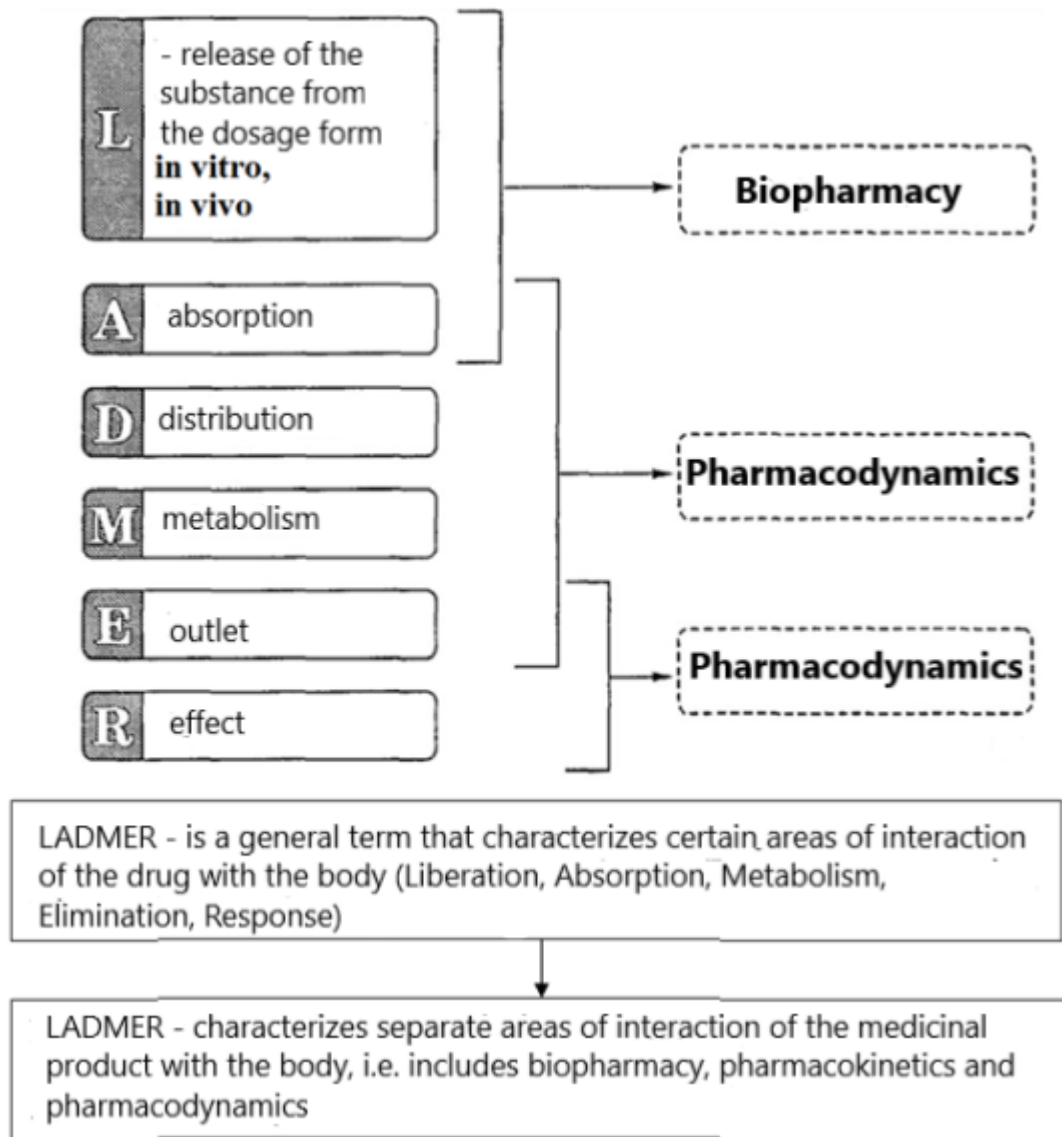 L
- release of the
substance from
the dosage form
in vitro,
in vivo
Biopharmacy
A
absorption
D
distribution
Pharmacodynamics
M
metabolism
E
outlet
Pharmacodynamics
R
effect
LADMER - is a general term that characterizes certain areas of interaction
of the drug with the body (Liberation, Absorption, Metabolism,
Elimination, Response)
LADMER - characterizes separate areas of interaction of the medicinal
product with the body, i.e. includes biopharmacy, pharmacokinetics and
pharmacodynamics